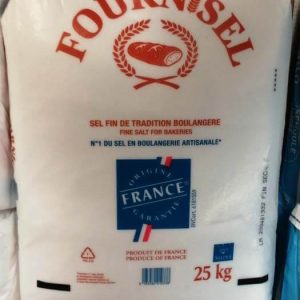 FOURNISEL
SEL FIN DE TRADITION BOULANGERE
FINE SALT FOR BAKERIES
N°1 DU SEL EN BOULANGERIE ARTISANALE*
ORIGINE
FRANCE
GARANTIE
PRODUIT DE FRANCE
PRODUCE OF FRANCE
25 kg